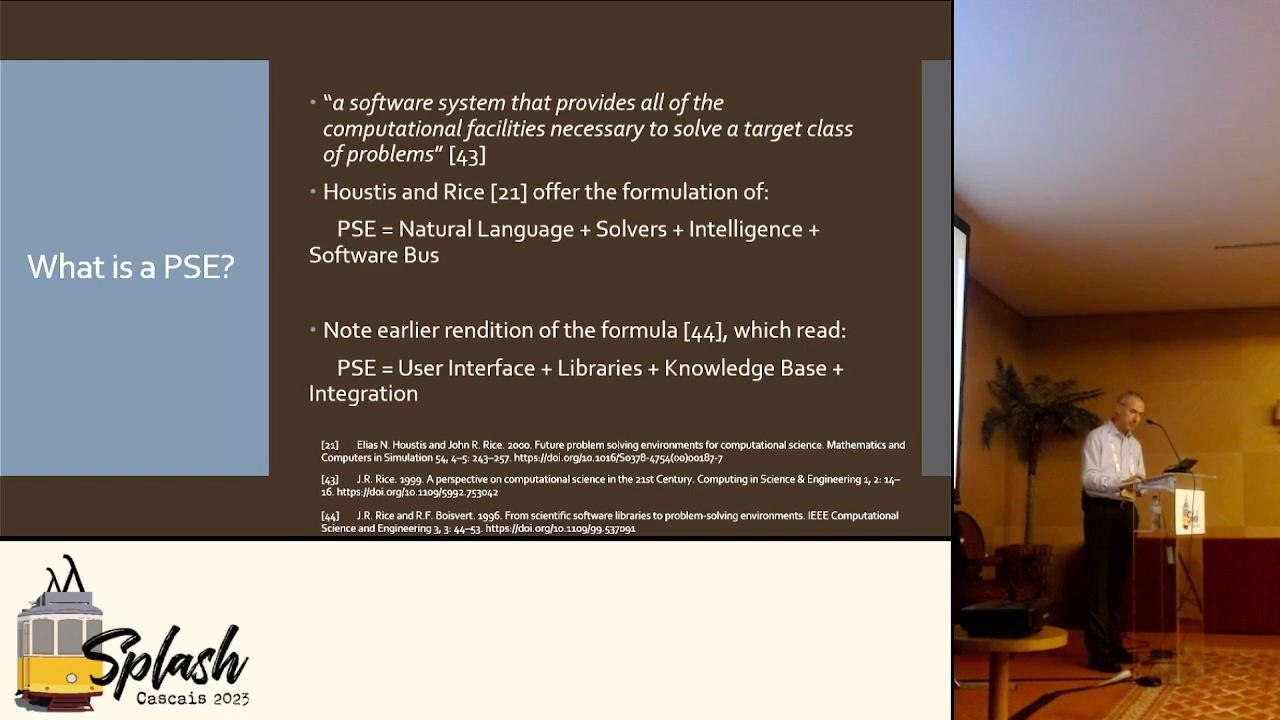 What is a PSE?
• “a software system that provides all of the
computational facilities necessary to solve a target class
of problems” [43]
• Houstis and Rice [21] offer the formulation of:
PSE = Natural Language + Solvers + Intelligence +
Software Bus
• Note earlier rendition of the formula [44], which read:
PSE = User Interface + Libraries + Knowledge Base +
Integration
[21] Elias N. Houstis and John R. Rice. 2000. Future problem solving environments for computational science. Mathematics and
Computers in Simulation 54, 4–5: 243–257. https://doi.org/10.1016/S0378-4754(00)00187-7
[43] J.R. Rice. 1999. A perspective on computational science in the 21st Century. Computing in Science & Engineering 1, 2: 14–
16. https://doi.org/10.1109/5992.753042
[44] J.R. Rice and R.F. Boisvert. 1996. From scientific software libraries to problem-solving environments. IEEE Computational
Science and Engineering 3, 3: 44–53. https://doi.org/10.1109/99.537091
Splash
Cascais 2023